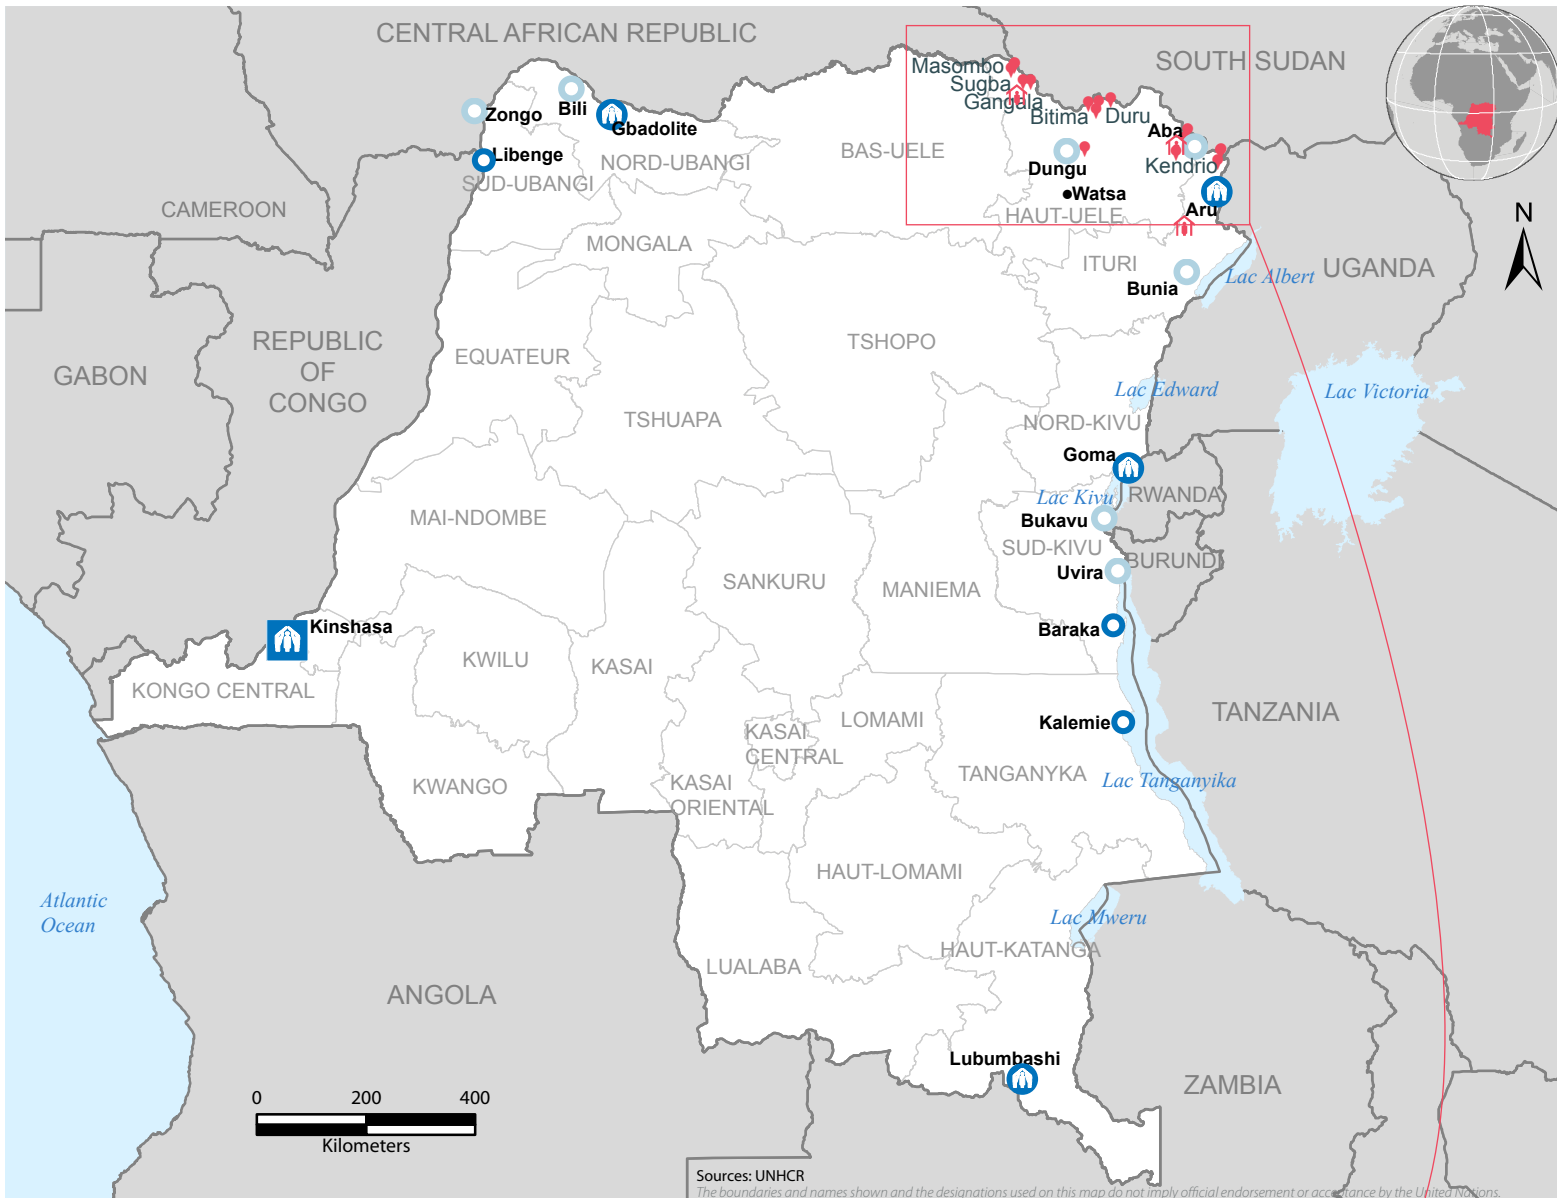 CENTRAL AFRICAN REPUBLIC
SOUTH SUDAN
Masombo
Sugba
Gangala
Bitima
Duru
Zongo
Bili
Gbadolite
Aba
Libenge
NORD-UBANGI
BAS-UELE
Kendrio
Dungu
SUD-UBANGI
Watsa
CAMEROON
HAUT-UELE
Aru
N
MONGALA
ITURI
UGANDA
Bunia
Lac Albert
REPUBLIC
OF
CONGO
GABON
EQUATEUR
TSHOPO
TSHUAPA
Lac Edward
Lac Victoria
NORD-KIVU
Goma
Lac Kivu
RWANDA
MAI-NDOMBE
Bukavu
SUD-KIVU
BURUNDI
Uvira
SANKURU
MANIEMA
Kinshasa
Baraka
KWILU
KASAI
KONGO CENTRAL
LOMAMI
Kalemie
TANZANIA
KASAI
CENTRAL
TANGANYKA
Lac Tanganyika
KWANGO
KASAI
ORIENTAL
HAUT-LOMAMI
Atlantic
Ocean
Lac Mweru
HAUT-KATANGA
LUALABA
ANGOLA
Lubumbashi
ZAMBIA
0 200 400
Kilometers
Sources: UNHCR
The boundaries and names shown and the designations used on this map do not imply official endorsement or acceptance by the United Nations.